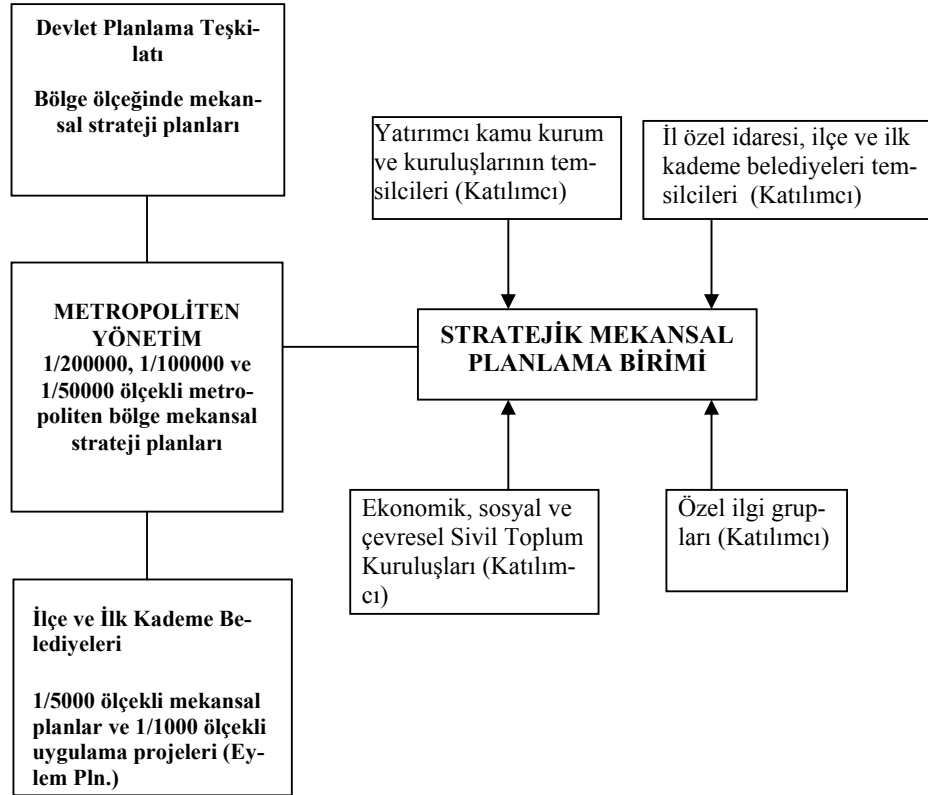 Devlet Planlama Teşki-
latı
Bölge ölçeğinde mekan-
sal strateji planları
Yatırımcı kamu kurum
ve kuruluşlarının tem-
silcileri (Katılımcı)
İl özel idaresi, ilçe ve ilk
kademe belediyeleri tem-
silcileri (Katılımcı)
METROPOLİTEN
YÖNETİM
1/200000, 1/100000 ve
1/50000 ölçekli metro-
politen bölge mekansal
strateji planları
STRATEJİK MEKANSAL
PLANLAMA BİRİMİ
Ekonomik, sosyal ve
çevresel Sivil Toplum
Kuruluşları (Katılım-
cı)
Özel ilgi grup-
ları (Katılımcı)
İlçe ve İlk Kademe Be-
lediyeleri
1/5000 ölçekli mekansal
planlar ve 1/1000 ölçekli
uygulama projeleri (Ey-
lem Pln.)